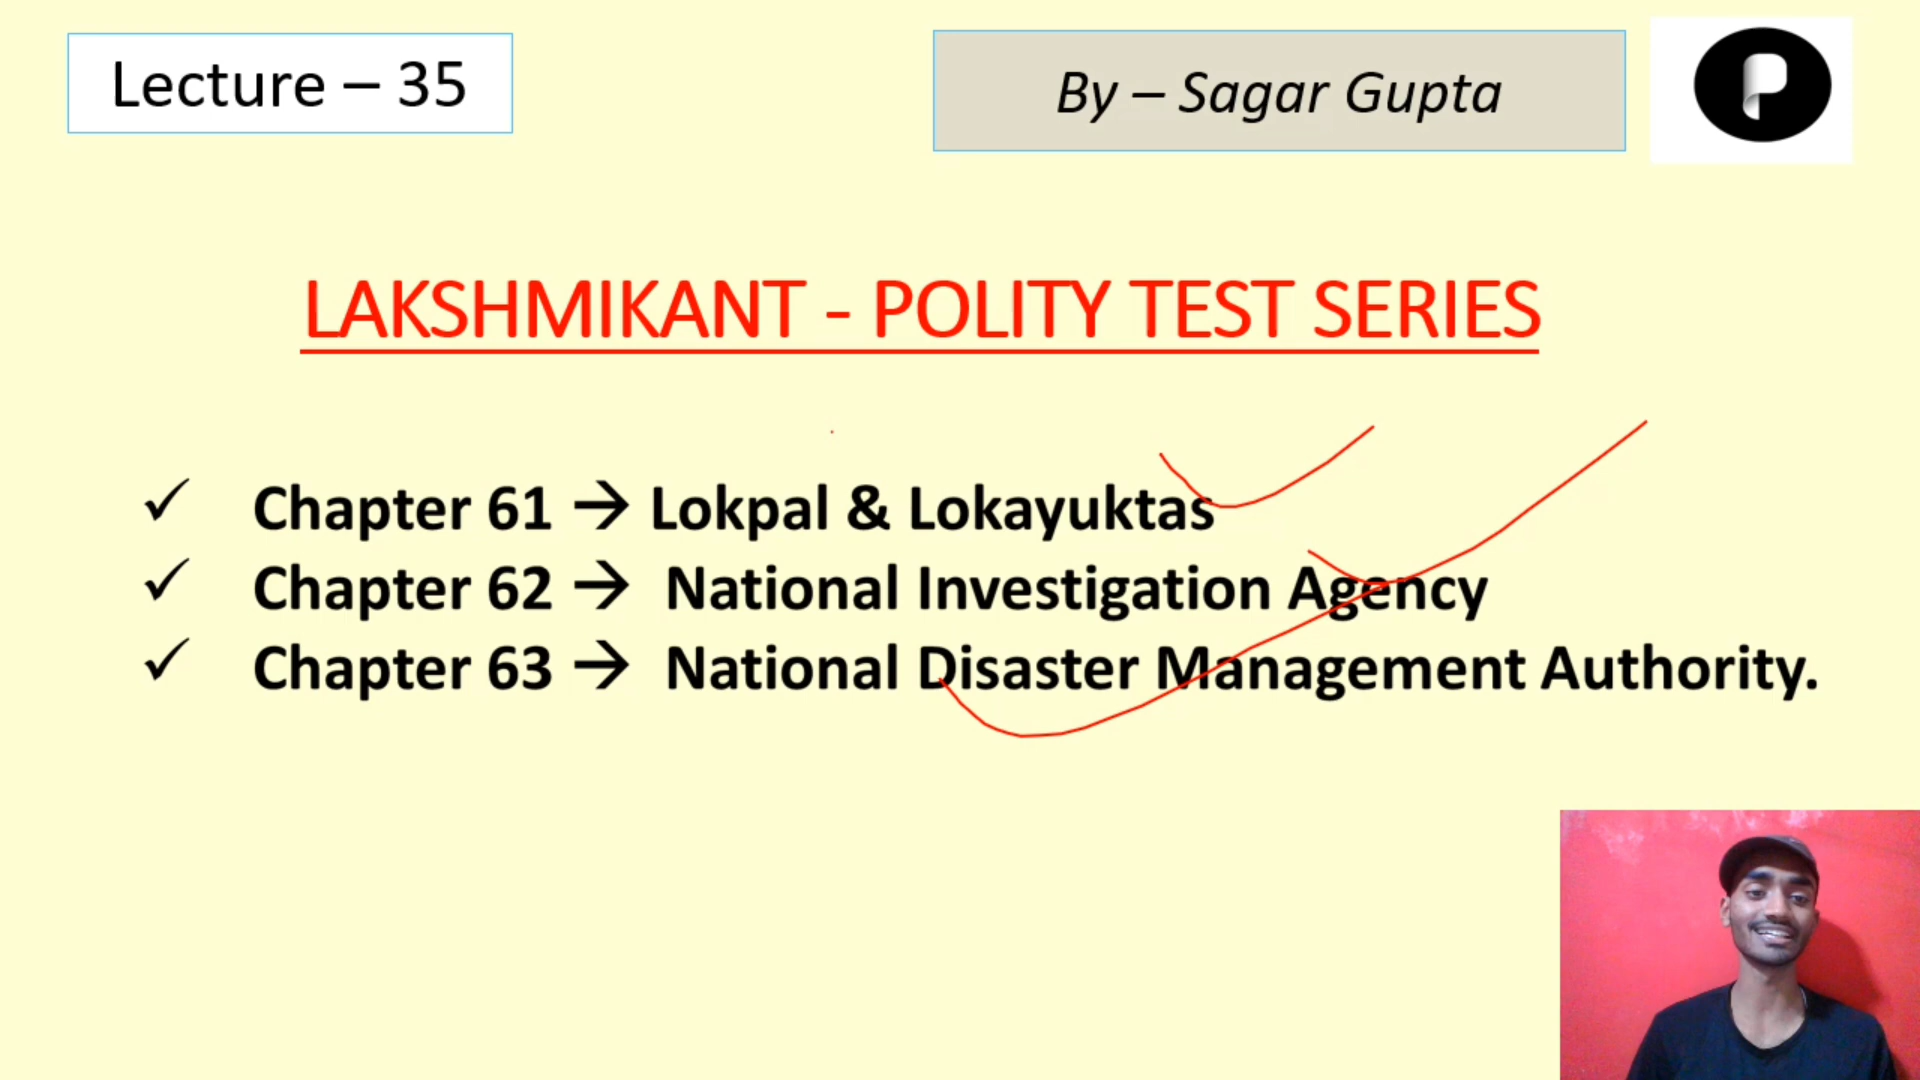 Lecture – 35
By – Sagar Gupta
P
LAKSHMIKANT - POLITY TEST SERIES
✓ Chapter 61 → Lokpal & Lokayuktas
✓ Chapter 62 → National Investigation Agency
✓ Chapter 63 → National Disaster Management Authority.